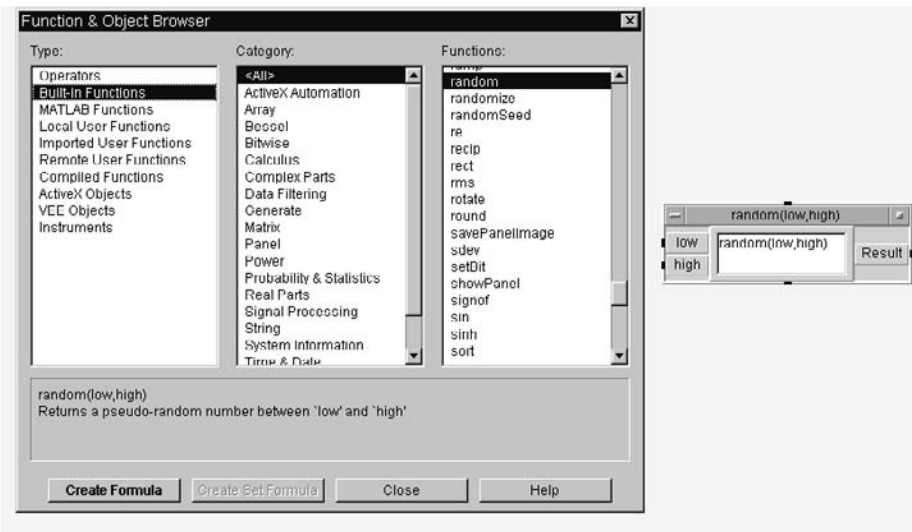 Function & Object Browser
Type:
Category:
Functions:
Operators
Built-in Functions
MATLAB Functions
Local User Functions
Imported User Functions
Remote User Functions
Compiled Functions
ActiveX Objects
VEE Objects
Instruments
<All>
ActiveX Automation
Array
Bessel
Bitwise
Calculus
Complex Parts
Data Filtering
Generate
Matrix
Panel
Power
Probability & Statistics
Real Parts
Signal Processing
String
System Information
Time & Date
ramp
random
randomize
randomSeed
re
recip
rect
rms
rotate
round
savePanelImage
sdev
setBit
showPanel
signof
sin
sinh
sort
random(low,high)
Returns a pseudo-random number between `low' and `high'
Create Formula
Create Set Formula
Close
Help
random(low,high)
low
high
random(low,high)
Result